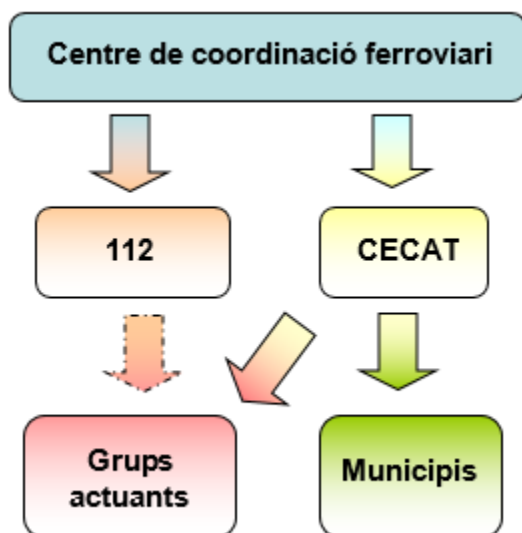 Centre de coordinació ferroviari
112
CECAT
Grups
actuants
Municipis